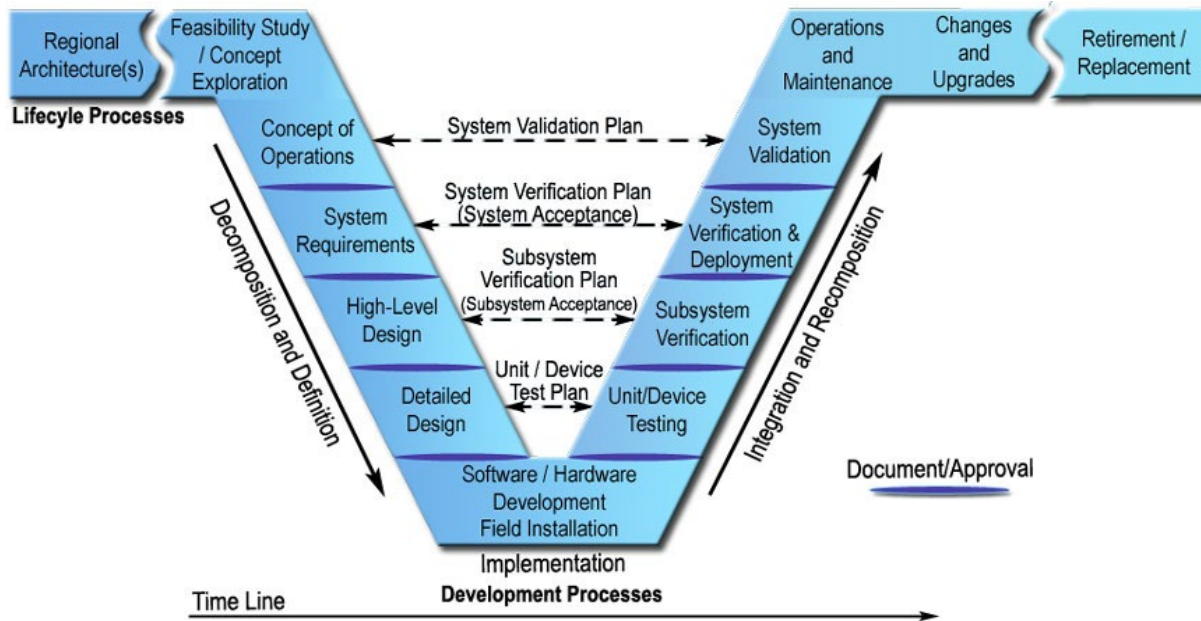 Regional
Architecture(s)
Feasibility Study
/ Concept
Exploration
Operations
and
Maintenance
Changes
and
Upgrades
Retirement /
Replacement
Lifecyle Processes
Concept of
Operations
System Validation Plan
System
Validation
System Verification Plan
(System Acceptance)
System
Requirements
System
Verification &
Deployment
Subsystem
Verification Plan
(Subsystem Acceptance)
High-Level
Design
Subsystem
Verification
Unit / Device
Test Plan
Detailed
Design
Unit/Device
Testing
Decomposition and Definition
Integration and Recomposition
Software / Hardware
Development
Field Installation
Document/Approval
Implementation
Development Processes
Time Line